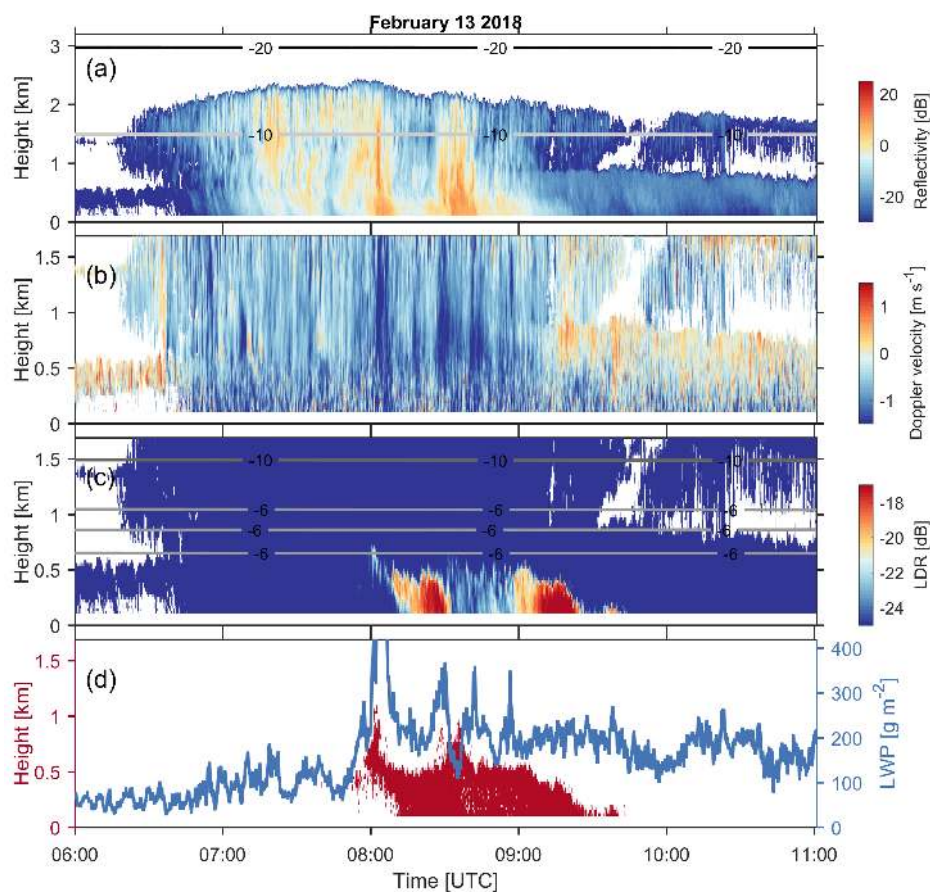 February 13 2018
3
2
1
0
Height [km]
(a)
-20 -20 -20
-10 -10 -10
20
0
-20
Reflectivity [dB]
1.5
1
0.5
0
Height [km]
(b)
1
0
-1
Doppler velocity [m s-1]
1.5
1
0.5
0
Height [km]
(c)
-10 -10 -10
-6 -6 -6
-6 -6 -6
-6 -6 -6
-18
-20
-22
-24
LDR [dB]
1.5
1
0.5
0
Height [km]
(d)
400
300
200
100
0
LWP [g m-2]
06:00 07:00 08:00 09:00 10:00 11:00
Time [UTC]